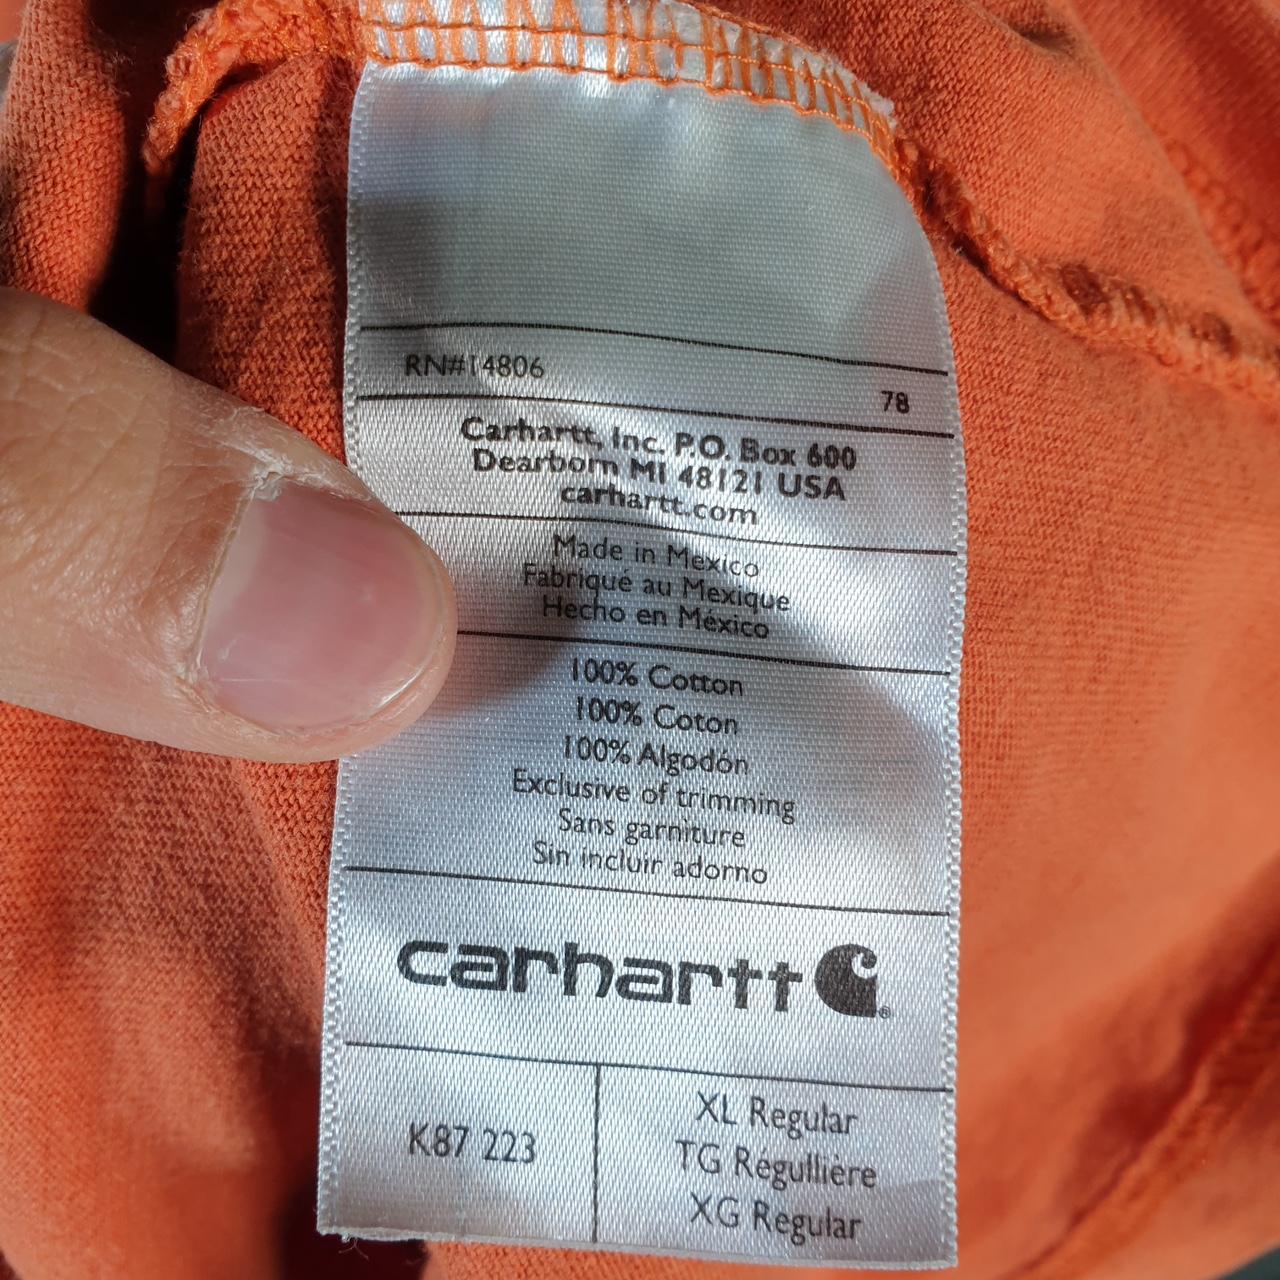 RN#14806
78
Carhartt, Inc. P.O. Box 600
Dearborn MI 48121 USA
carhartt.com
Made in Mexico
Fabriqué au Mexique
Hecho en México
100% Cotton
100% Coton
100% Algodón
Exclusive of trimming
Sans garniture
Sin incluir adorno
carhartt ®
K87 223
XL Regular
TG Regullière
XG Regular